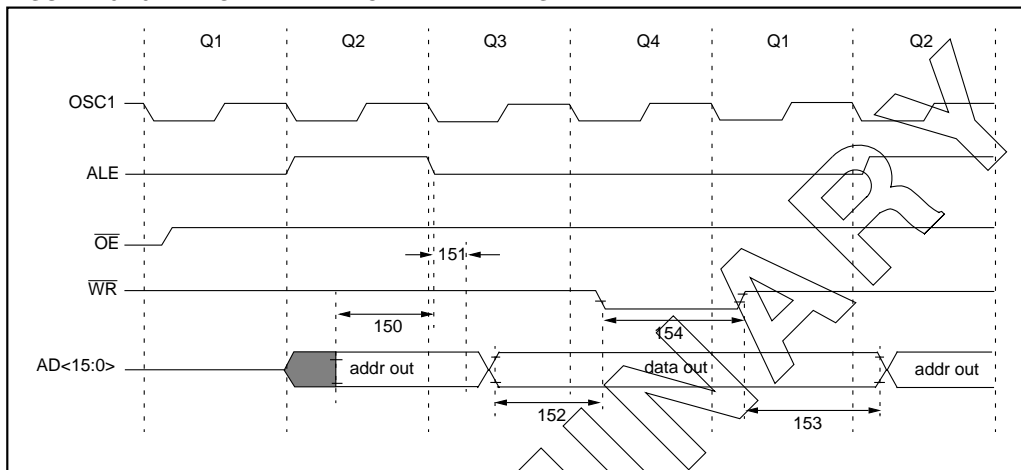 Q1 Q2 Q3 Q4 Q1 Q2
OSC1
ALE
OE
151
WR
150
154
AD<15:0>
addr out
data out
addr out
152
153
INARY